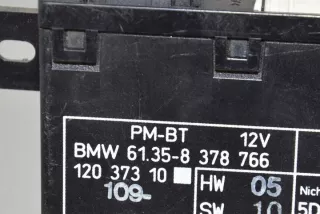 PM-BT 12V
BMW 61.35-8 378 766
120 373 10
HW 05
Nich
109-
SW 10
5D